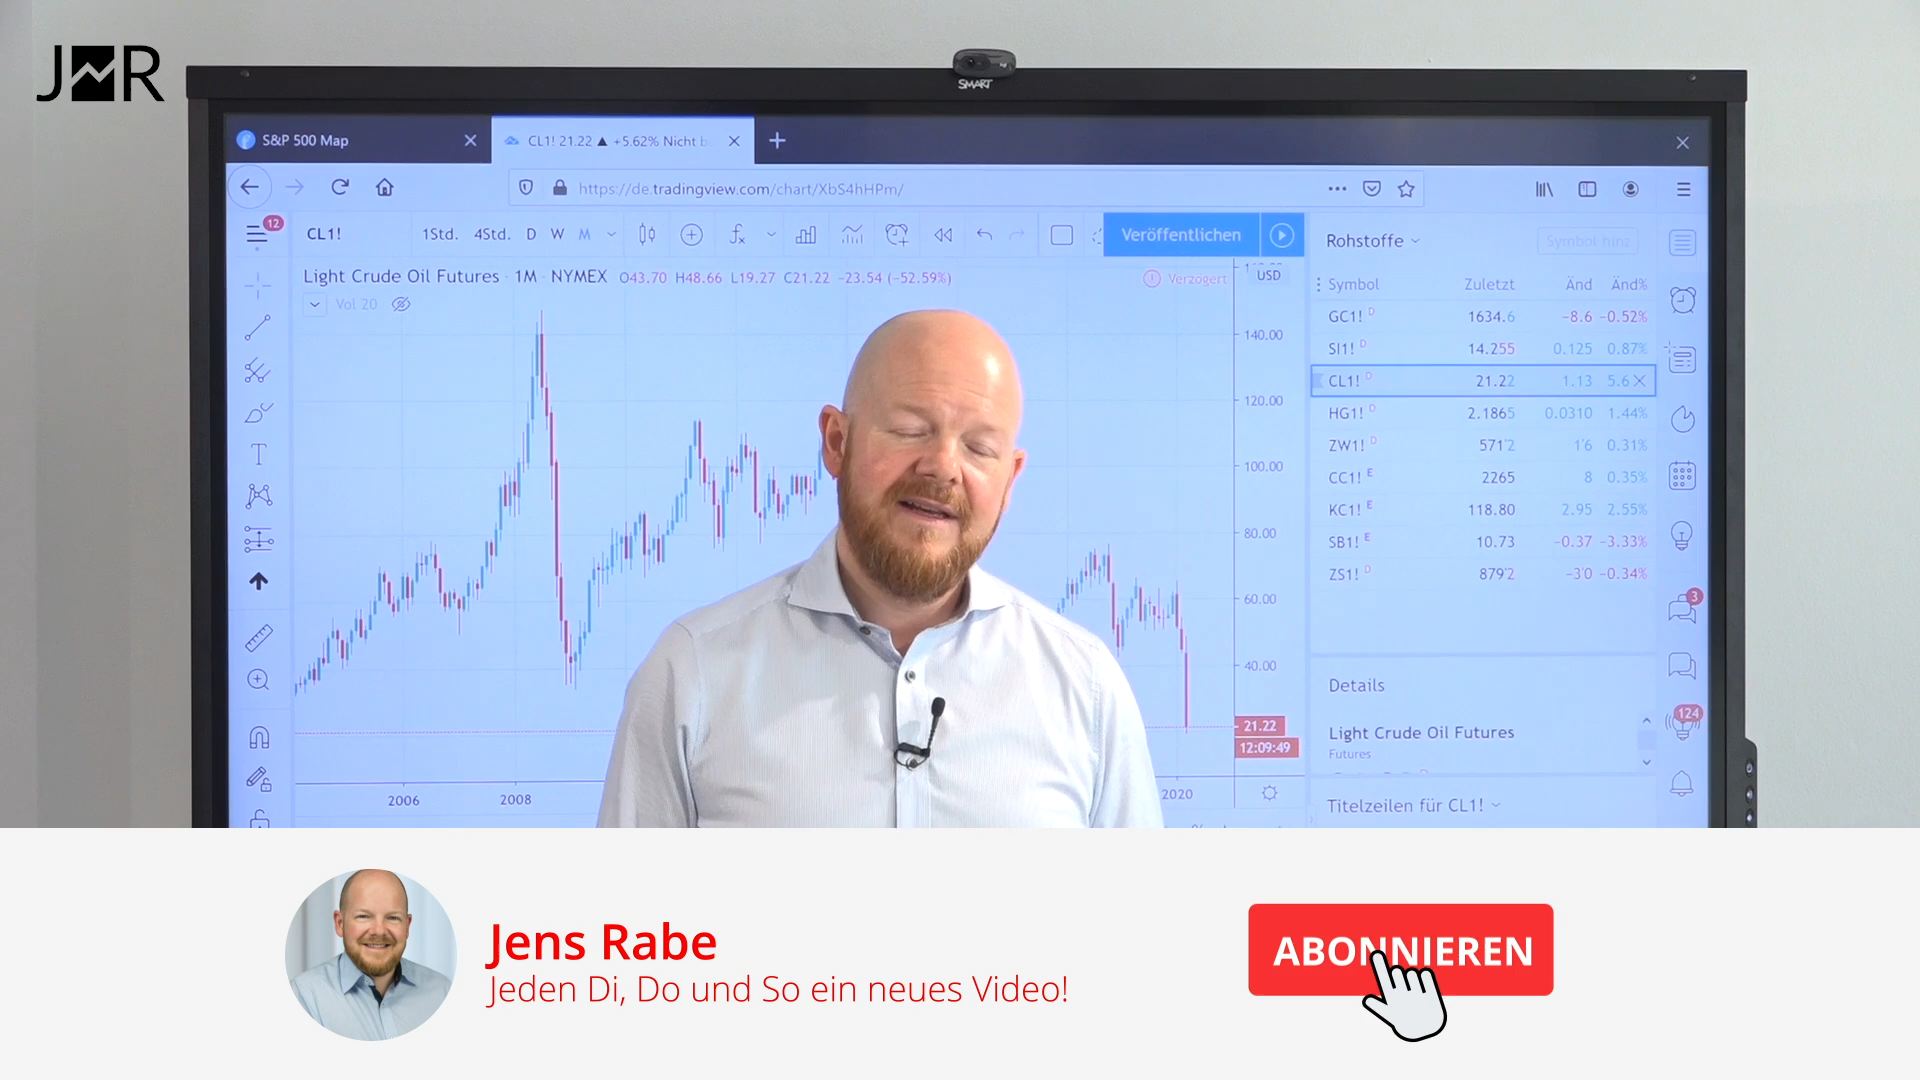 J R
SMART
S&P 500 Map
CL1! 21.22 ▲ +5.62% Nicht b
https://de.tradingview.com/chart/XbS4hHPm/
12
CL1! 1Std. 4Std. D W M
Veröffentlichen
Rohstoffe
Symbol hinz
Light Crude Oil Futures · 1M · NYMEX O43.70 H48.66 L19.27 C21.22 −23.54 (−52.59%)
Verzögert
USD
Vol 20
Symbol Zuletzt Änd Änd%
GC1! D 1634.6 −8.6 −0.52%
SI1! D 14.255 0.125 0.87%
CL1! D 21.22 1.13 5.6
HG1! D 2.1865 0.0310 1.44%
ZW1! D 571'2 1'6 0.31%
CC1! E 2265 8 0.35%
KC1! E 118.80 2.95 2.55%
SB1! E 10.73 −0.37 −3.33%
ZS1! D 879'2 −3'0 −0.34%
140.00
120.00
100.00
80.00
60.00
40.00
21.22
12:09:49
2006 2008 2020
3
124
Details
Light Crude Oil Futures
Futures
Titelzeilen für CL1!
Jens Rabe
Jeden Di, Do und So ein neues Video!
ABONNIEREN